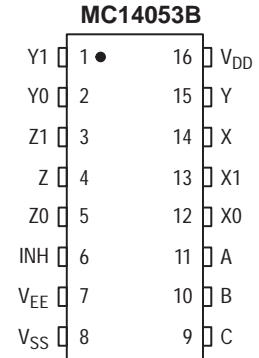 MC14053B
Y1 1 16 VDD
Y0 2 15 Y
Z1 3 14 X
Z 4 13 X1
Z0 5 12 X0
INH 6 11 A
VEE 7 10 B
VSS 8 9 C